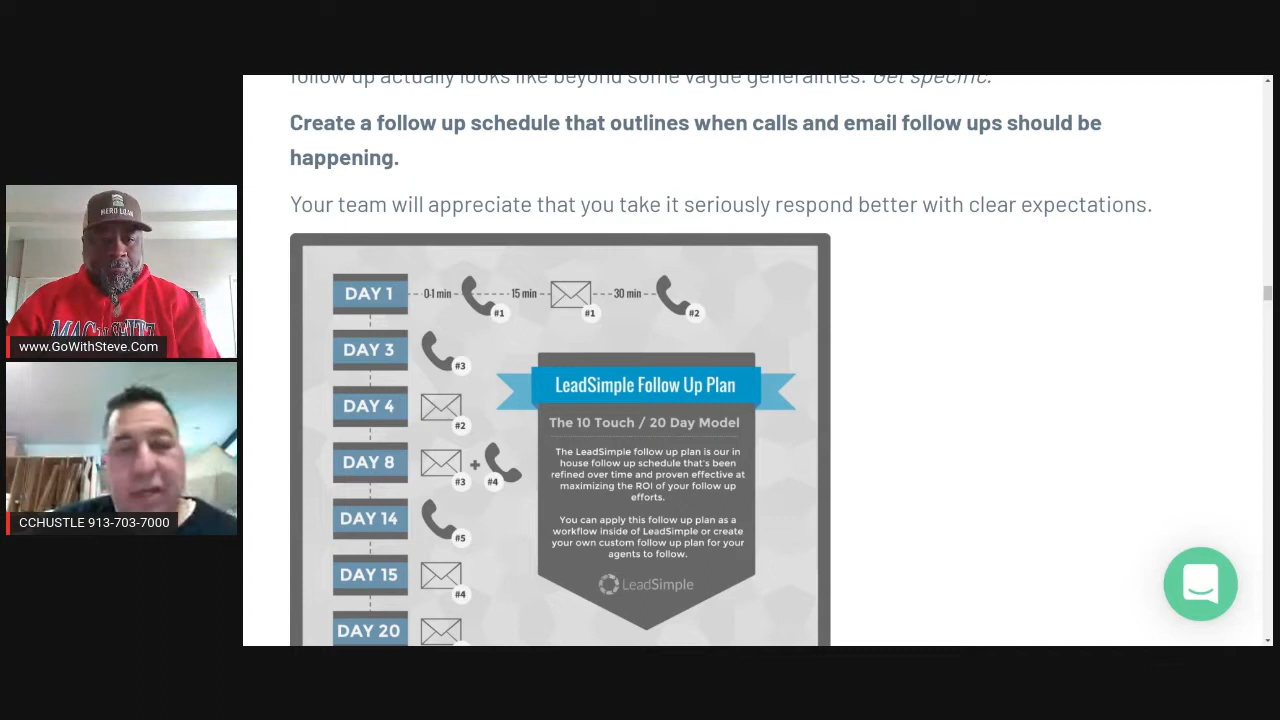 follow up actually looks like beyond some vague generalities. Get specific.
Create a follow up schedule that outlines when calls and email follow ups should be
happening.
Your team will appreciate that you take it seriously respond better with clear expectations.
DAY 1
0-1 min
#1
15 min
#1
30 min
#2
DAY 3
#3
DAY 4
#2
DAY 8
#3
+
#4
DAY 14
#5
DAY 15
#4
DAY 20
LeadSimple Follow Up Plan
The 10 Touch / 20 Day Model
The LeadSimple follow up plan is our in
house follow up schedule that's been
refined over time and proven effective at
maximizing the ROI of your follow up
efforts.
You can apply this follow up plan as a
workflow inside of LeadSimple or create
your own custom follow up plan for your
agents to follow.
LeadSimple
HERO LOAN
www.GoWithSteve.Com
CCHUSTLE 913-703-7000